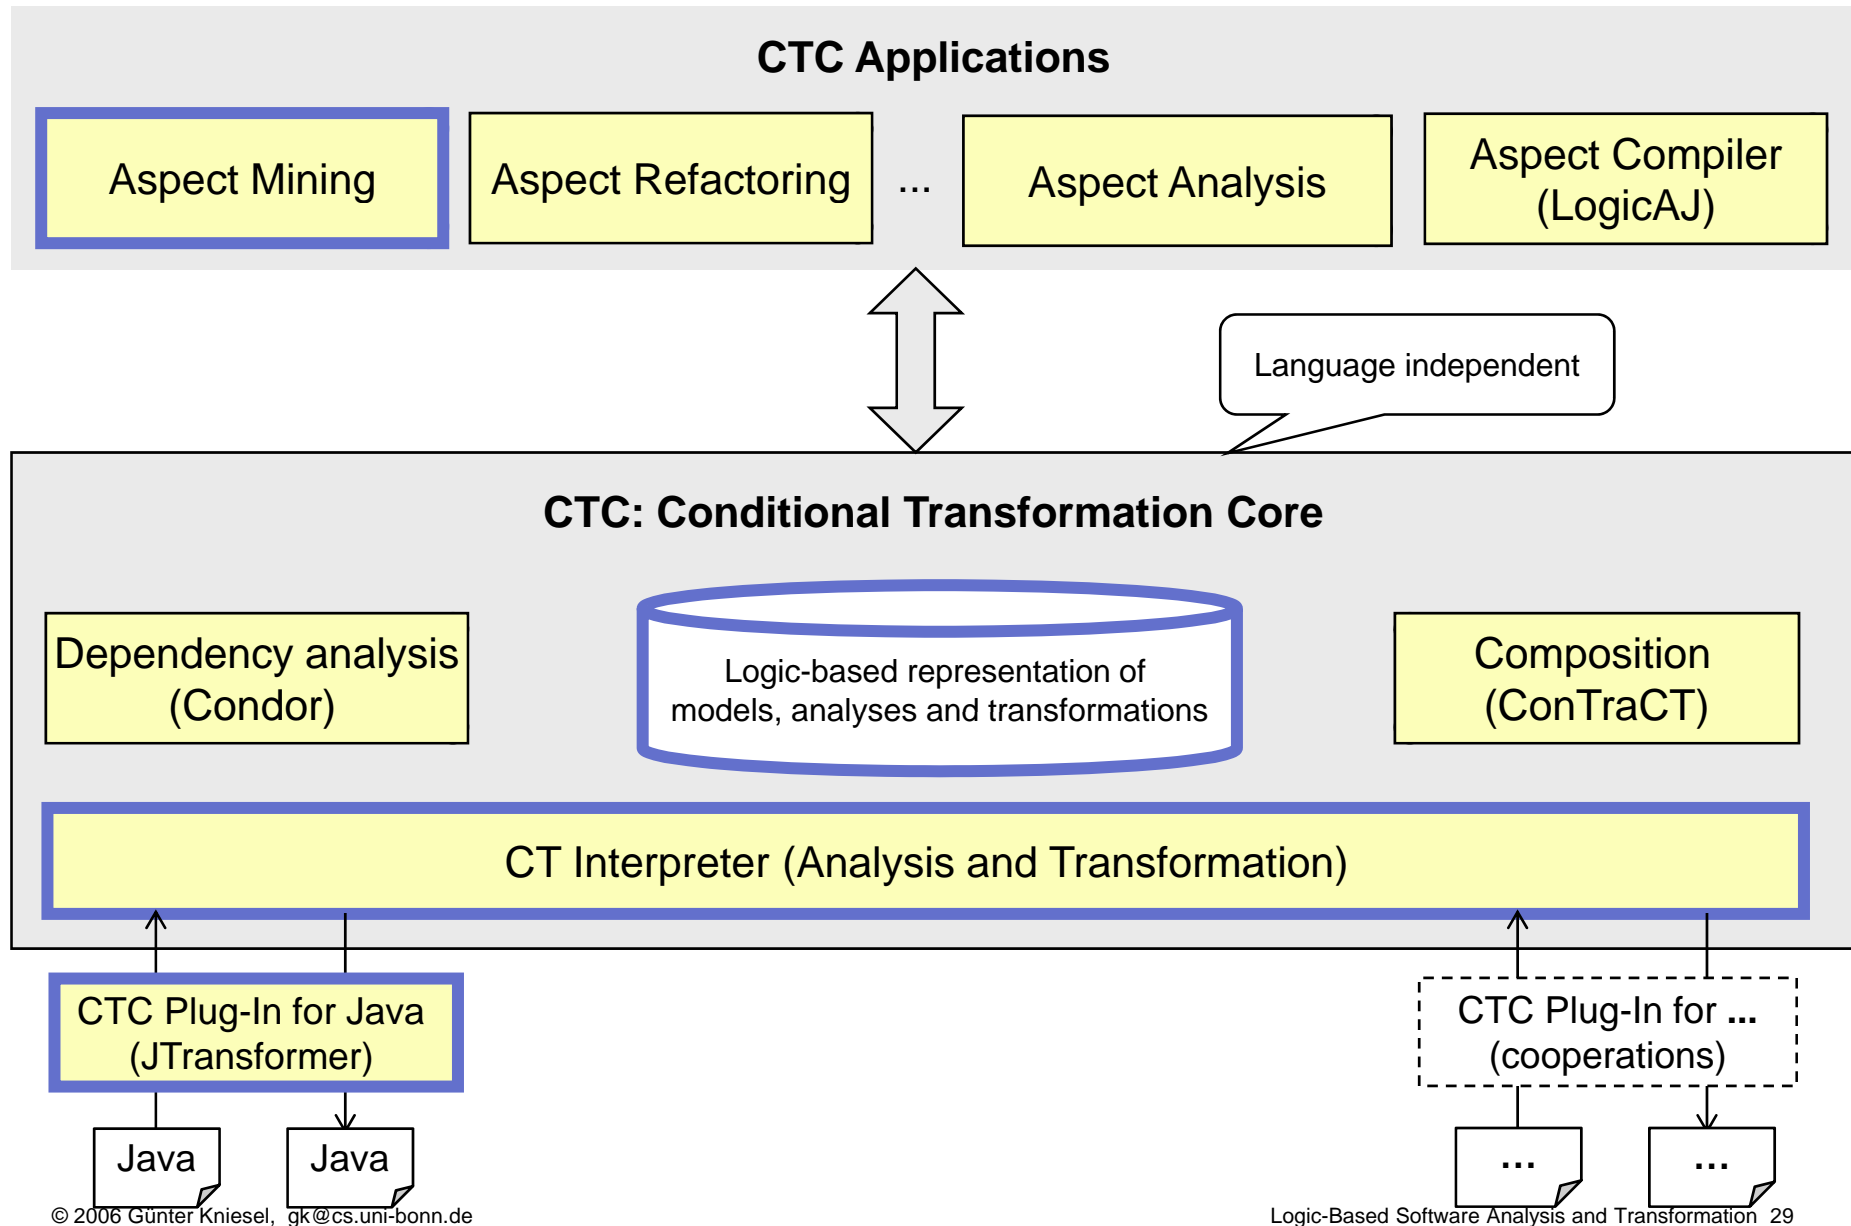 CTC Applications
Aspect Mining
Aspect Refactoring
...
Aspect Analysis
Aspect Compiler
(LogicAJ)
Language independent
CTC: Conditional Transformation Core
Dependency analysis
(Condor)
Logic-based representation of
models, analyses and transformations
Composition
(ConTraCT)
CT Interpreter (Analysis and Transformation)
CTC Plug-In for Java
(JTransformer)
CTC Plug-In for ...
(cooperations)
Java
Java
...
...
© 2006 Günter Kniesel, gk@cs.uni-bonn.de
Logic-Based Software Analysis and Transformation 29